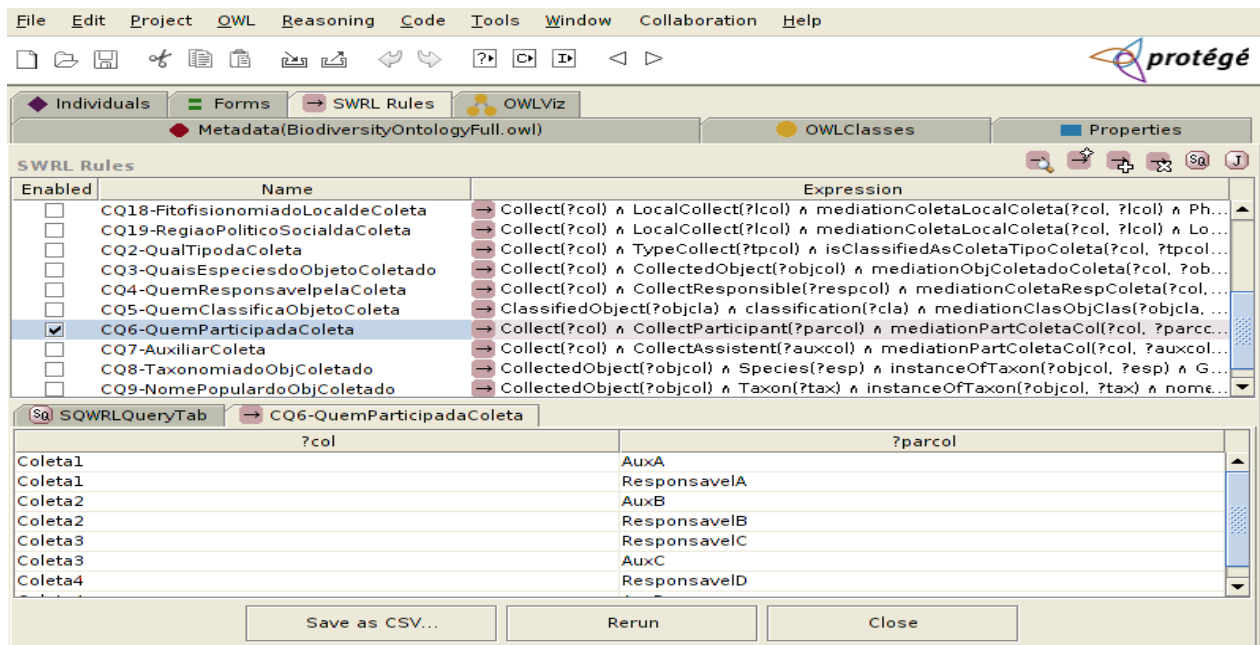 File Edit Project OWL Reasoning Code Tools Window Collaboration Help
protégé
Individuals Forms SWRL Rules OWLViz
Metadata(BiodiversityOntologyFull.owl) OWLClasses Properties
SWRL Rules
Enabled Name Expression
CQ18-FitofisionomiadoLocaldeColeta Collect(?col) ∧ LocalCollect(?lcol) ∧ mediationColetaLocalColeta(?col, ?lcol) ∧ Ph...
CQ19-RegiaoPoliticoSocialdaColeta Collect(?col) ∧ LocalCollect(?lcol) ∧ mediationColetaLocalColeta(?col, ?lcol) ∧ Lo...
CQ2-QualTipodaColeta Collect(?col) ∧ TypeCollect(?tpcol) ∧ isClassifiedAsColetaTipoColeta(?col, ?tpcol...
CQ3-QuaisEspeciesdoObjetoColetado Collect(?col) ∧ CollectedObject(?objcol) ∧ mediationObjColetadoColeta(?col, ?ob...
CQ4-QuemResponsavelpelaColeta Collect(?col) ∧ CollectResponsible(?respcol) ∧ mediationColetaRespColeta(?col, ...
CQ5-QuemClassificaObjetoColeta ClassifiedObject(?objcla) ∧ classification(?cla) ∧ mediationClasObjClas(?objcla, ...
CQ6-QuemParticipadaColeta Collect(?col) ∧ CollectParticipant(?parcol) ∧ mediationPartColetaCol(?col, ?parcc...
CQ7-AuxiliarColeta Collect(?col) ∧ CollectAssistent(?auxcol) ∧ mediationPartColetaCol(?col, ?auxcol...
CQ8-TaxonomiadoObjColetado CollectedObject(?objcol) ∧ Species(?esp) ∧ instanceOfTaxon(?objcol, ?esp) ∧ G...
CQ9-NomePopulardoObjColetado CollectedObject(?objcol) ∧ Taxon(?tax) ∧ instanceOfTaxon(?objcol, ?tax) ∧ nome...
SQWRLQueryTab CQ6-QuemParticipadaColeta
?col ?parcol
Coleta1 AuxA
Coleta1 ResponsavelA
Coleta2 AuxB
Coleta2 ResponsavelB
Coleta3 ResponsavelC
Coleta3 AuxC
Coleta4 ResponsavelD
Save as CSV... Rerun Close